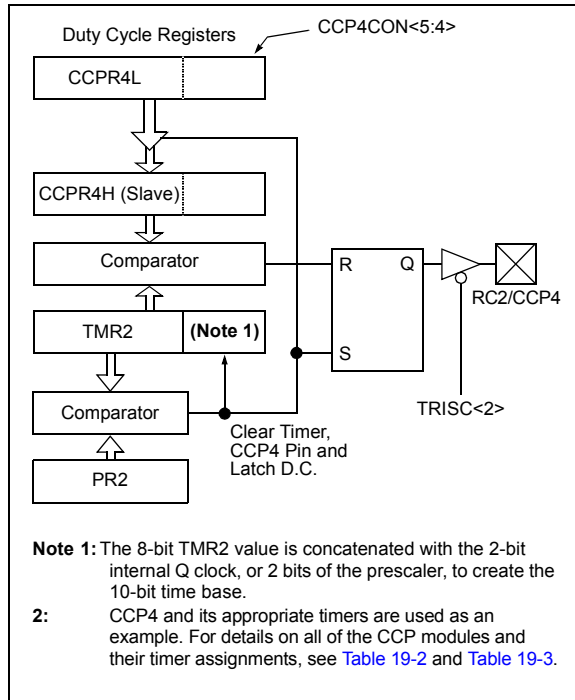 Duty Cycle Registers
CCP4CON<5:4>
CCPR4L
CCPR4H (Slave)
Comparator
R
Q
RC2/CCP4
TMR2
(Note 1)
S
TRISC<2>
Comparator
Clear Timer,
CCP4 Pin and
Latch D.C.
PR2
Note 1: The 8-bit TMR2 value is concatenated with the 2-bit
internal Q clock, or 2 bits of the prescaler, to create the
10-bit time base.
2: CCP4 and its appropriate timers are used as an
example. For details on all of the CCP modules and
their timer assignments, see Table 19-2 and Table 19-3.